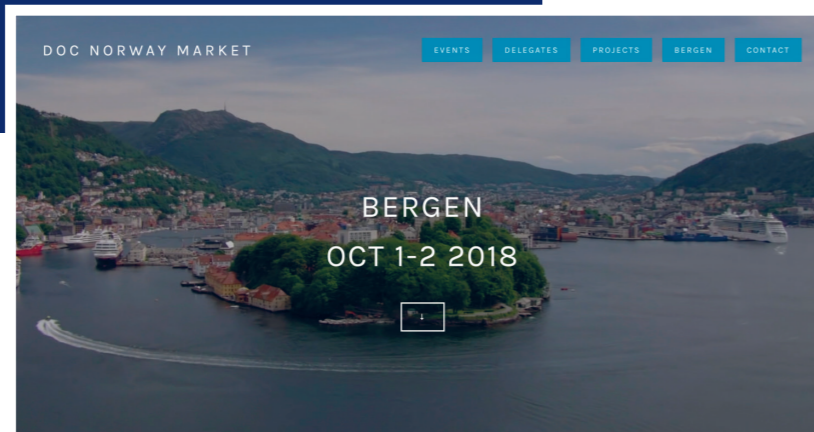 DOC NORWAY MARKET
EVENTS DELEGATES PROJECTS BERGEN CONTACT
BERGEN
OCT 1-2 2018
↓